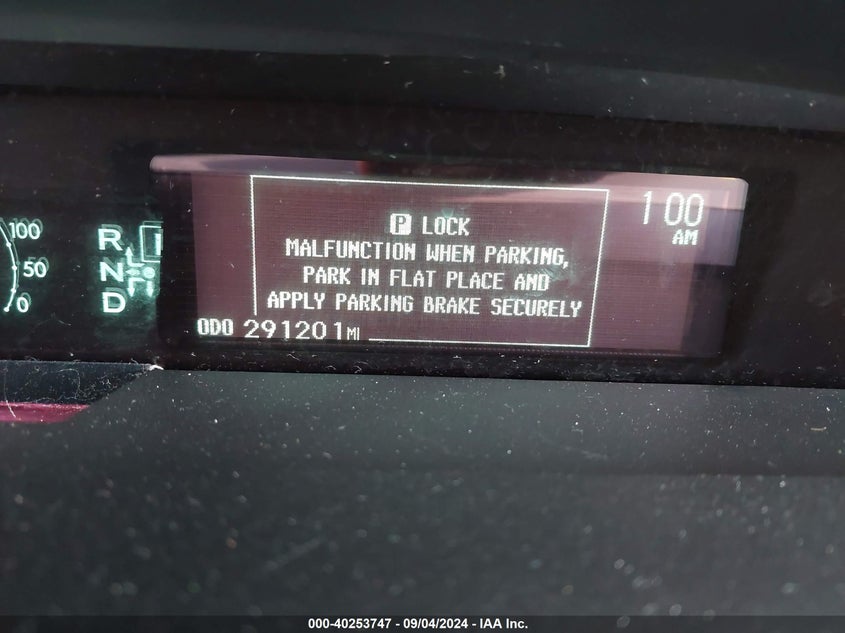 100
50
0
R
N
D
P LOCK
MALFUNCTION WHEN PARKING,
PARK IN FLAT PLACE AND
APPLY PARKING BRAKE SECURELY
1 00
AM
ODO 291201 MI
000-40253747 - 09/04/2024 - IAA Inc.